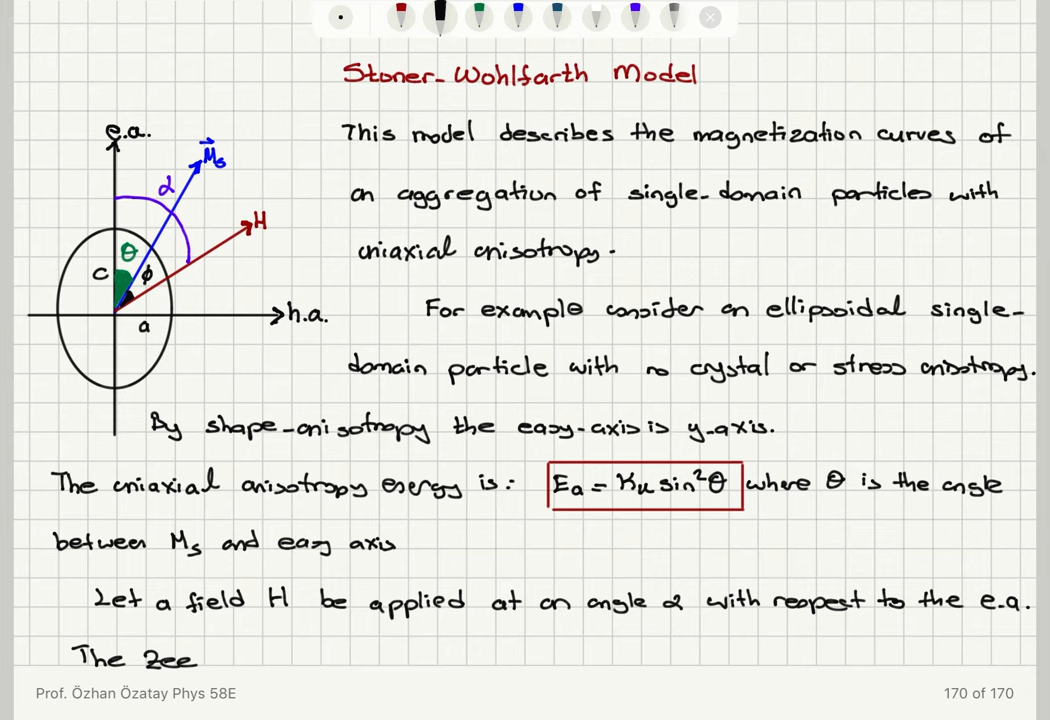 Stoner-Wohlfarth Model
e.a.
M⃗s
α
H
θ
c
ϕ
h.a.
a
This model describes the magnetization curves of
an aggregation of single-domain particles with
uniaxial anisotropy.
For example consider an ellipsoidal single-
domain particle with no crystal or stress anisotropy.
By shape-anisotropy the easy-axis is y-axis.
The uniaxial anisotropy energy is: Ea = Ku sin²θ where θ is the angle
between Ms and easy axis
Let a field H be applied at an angle α with respest to the e.a.
The Zee
Prof. Özhan Özatay Phys 58E
170 of 170